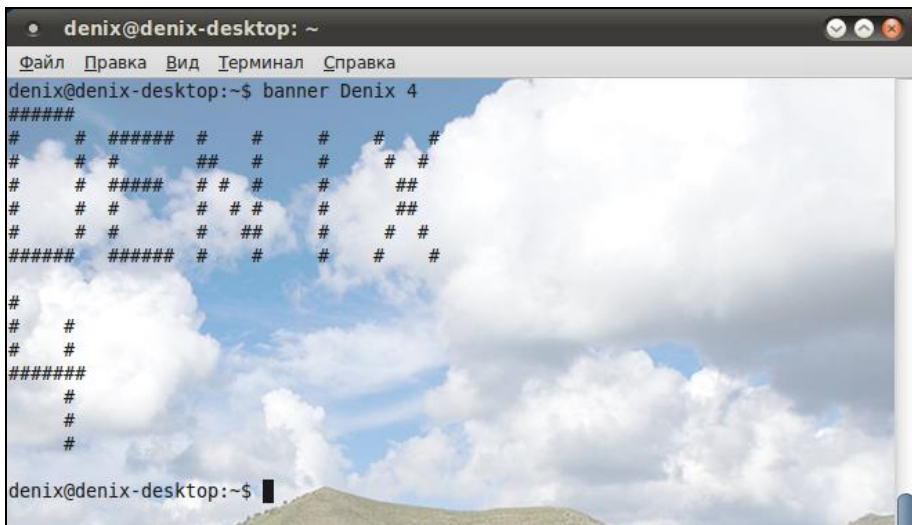 denix@denix-desktop: ~
Файл Правка Вид Терминал Справка
denix@denix-desktop:~$ banner Denix 4
######
#     #  ######  #    #     #    #    #
#     #  #       ##   #     #     #  #
#     #  #####   # #  #     #      ##
#     #  #       #  # #     #      ##
#     #  #       #   ##     #     #  #
######   ######  #    #     #    #    #
#
#    #
#    #
#######
     #
     #
     #
denix@denix-desktop:~$